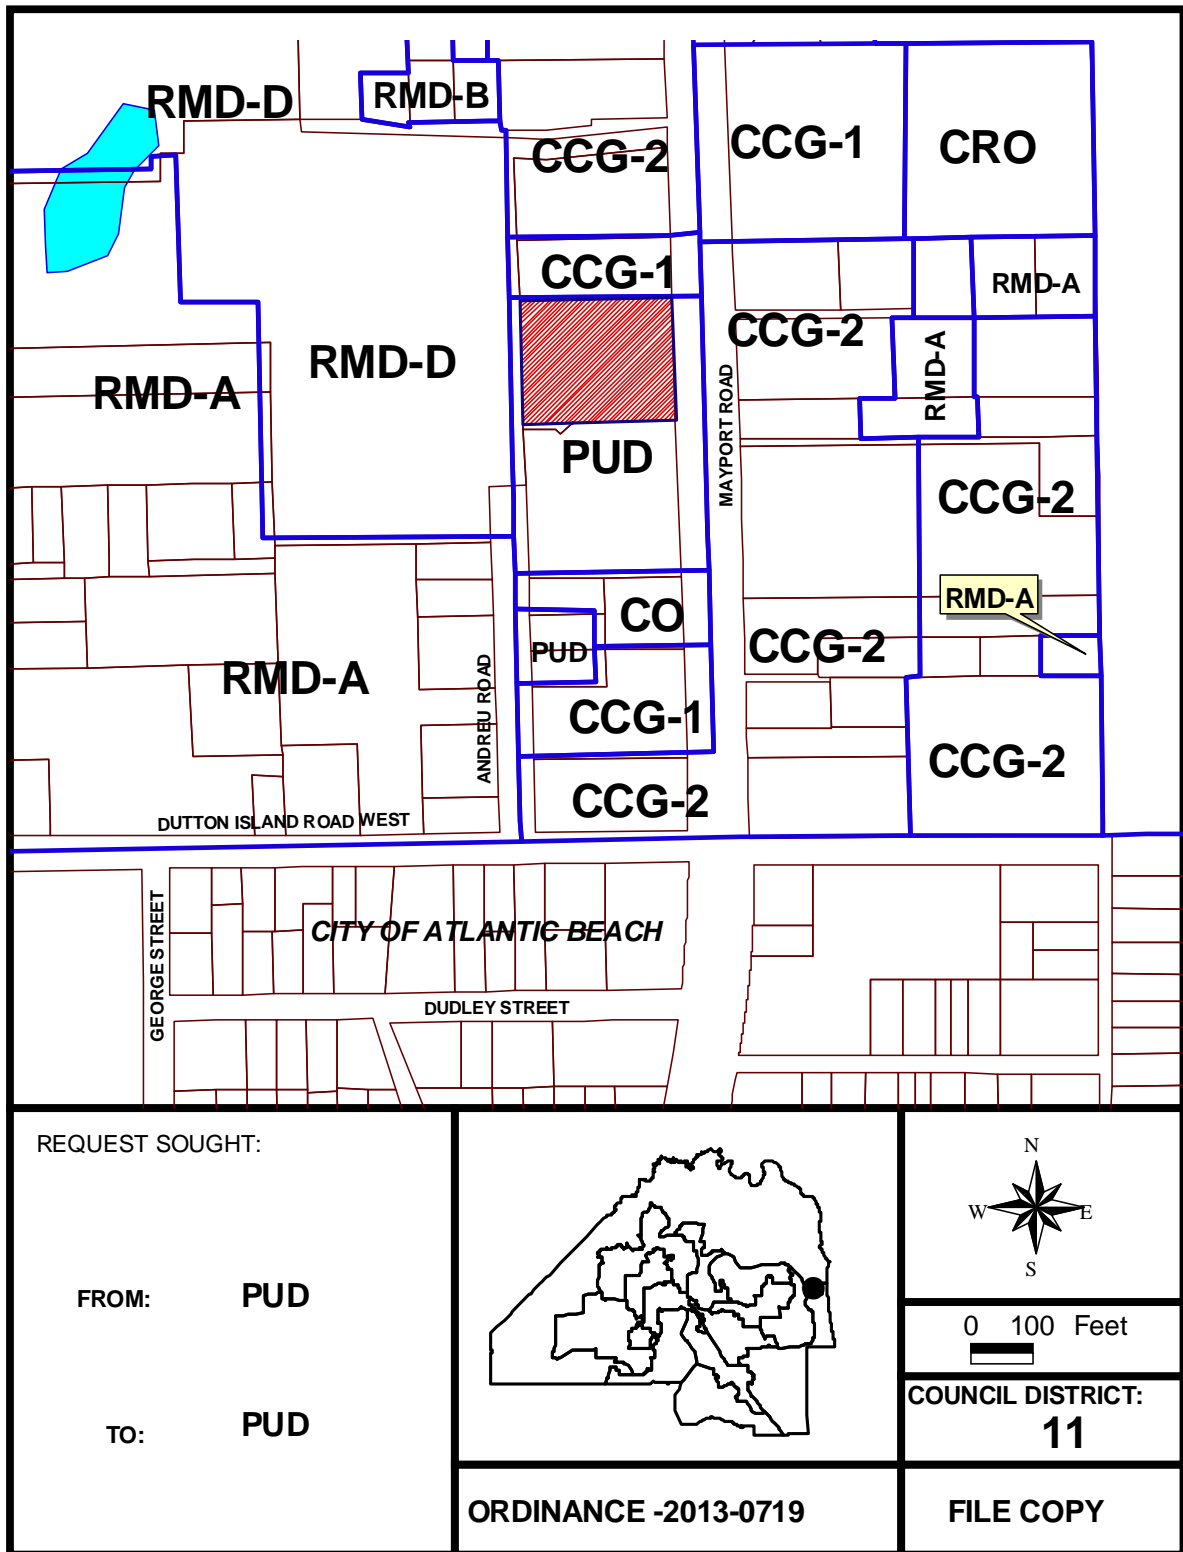 RMD-D
RMD-B
CCG-2
CCG-1
CRO
CCG-1
RMD-A
RMD-D
CCG-2
RMD-A
RMD-A
MAYPORT ROAD
PUD
CCG-2
RMD-A
CO
PUD
CCG-2
RMD-A
ANDREU ROAD
CCG-1
CCG-2
CCG-2
DUTTON ISLAND ROAD WEST
GEORGE STREET
CITY OF ATLANTIC BEACH
DUDLEY STREET
REQUEST SOUGHT:
FROM: PUD
TO: PUD
N
W E
S
0 100 Feet
COUNCIL DISTRICT:
11
ORDINANCE -2013-0719
FILE COPY